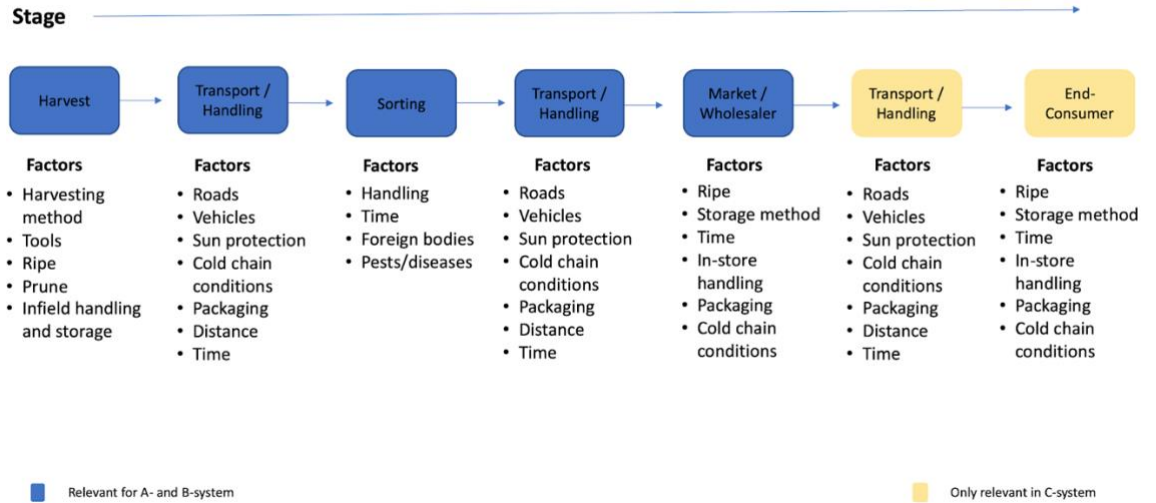 Stage
Harvest
Transport /
Handling
Sorting
Transport /
Handling
Market /
Wholesaler
Transport /
Handling
End-
Consumer
Factors
• Harvesting
method
• Tools
• Ripe
• Prune
• Infield handling
and storage
Factors
• Roads
• Vehicles
• Sun protection
• Cold chain
conditions
• Packaging
• Distance
• Time
Factors
• Handling
• Time
• Foreign bodies
• Pests/diseases
Factors
• Roads
• Vehicles
• Sun protection
• Cold chain
conditions
• Packaging
• Distance
• Time
Factors
• Ripe
• Storage method
• Time
• In-store
handling
• Packaging
• Cold chain
conditions
Factors
• Roads
• Vehicles
• Sun protection
• Cold chain
conditions
• Packaging
• Distance
• Time
Factors
• Ripe
• Storage method
• Time
• In-store
handling
• Packaging
• Cold chain
conditions
Relevant for A- and B-system
Only relevant in C-system